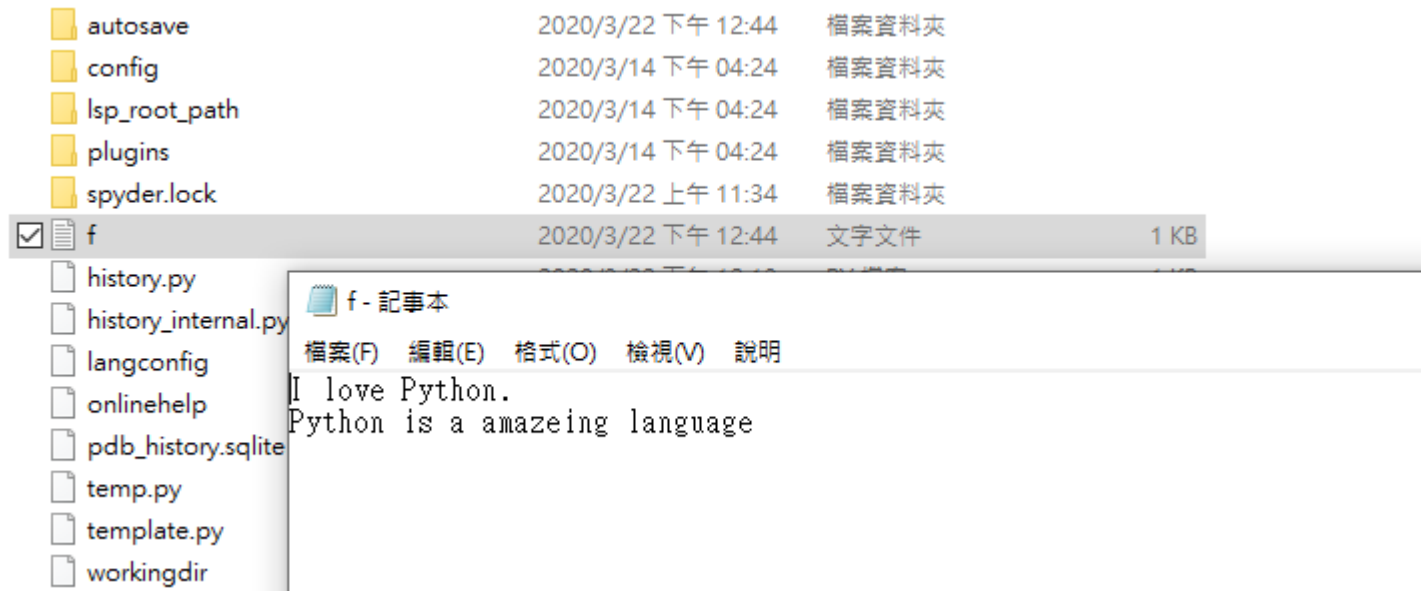 autosave 2020/3/22 下午 12:44 檔案資料夾
config 2020/3/14 下午 04:24 檔案資料夾
lsp_root_path 2020/3/14 下午 04:24 檔案資料夾
plugins 2020/3/14 下午 04:24 檔案資料夾
spyder.lock 2020/3/22 上午 11:34 檔案資料夾
f 2020/3/22 下午 12:44 文字文件 1 KB
history.py
history_internal.py
langconfig
onlinehelp
pdb_history.sqlite
temp.py
template.py
workingdir
f - 記事本
檔案(F) 編輯(E) 格式(O) 檢視(V) 說明
I love Python.
Python is a amazeing language